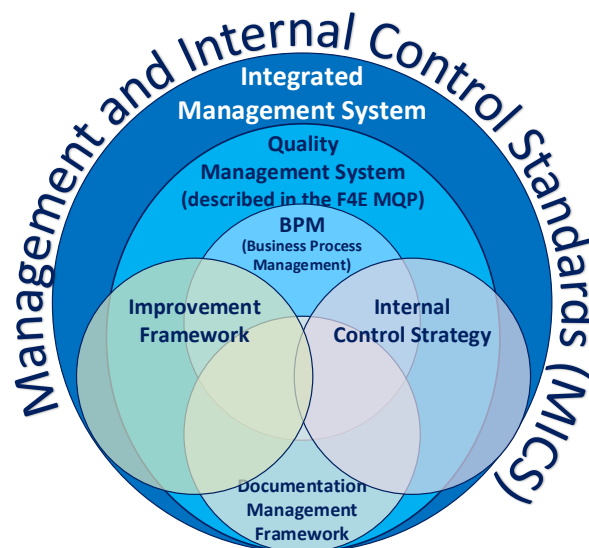 Management and Internal Control Standards (MICS)
Integrated
Management System
Quality
Management System
(described in the F4E MQP)
BPM
(Business Process
Management)
Improvement
Framework
Internal
Control Strategy
Documentation
Management
Framework